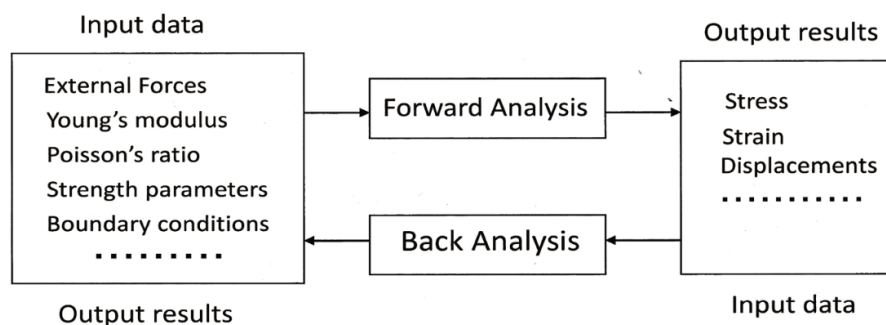 Input data
External Forces
Young's modulus
Poisson's ratio
Strength parameters
Boundary conditions
.........
Output results
Forward Analysis
Back Analysis
Output results
Stress
Strain
Displacements
...........
Input data